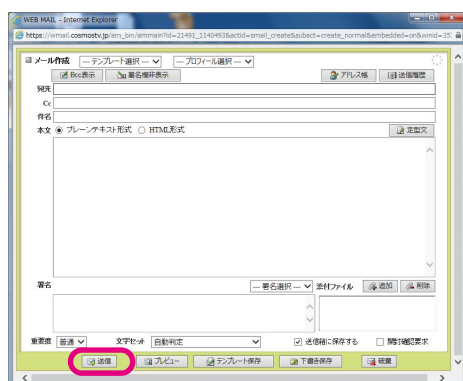 WEB MAIL - Internet Explorer
https://wmail.cosmostv.jp/am_bin/ammain?id=21491_1140493&actid=smail_create&subact=create_normal&embedded=on&winid=35
メール作成 --- テンプレート選択 --- --- プロフィール選択 ---
Bcc表示 署名欄非表示 アドレス帳 送信履歴
宛先
Cc
件名
本文 プレーンテキスト形式 HTML形式 定型文
署名 --- 署名選択 --- 添付ファイル 追加 削除
重要度 普通 文字セット 自動判定 送信箱に保存する 開封確認要求
送信 プレビュー テンプレート保存 下書き保存 破棄